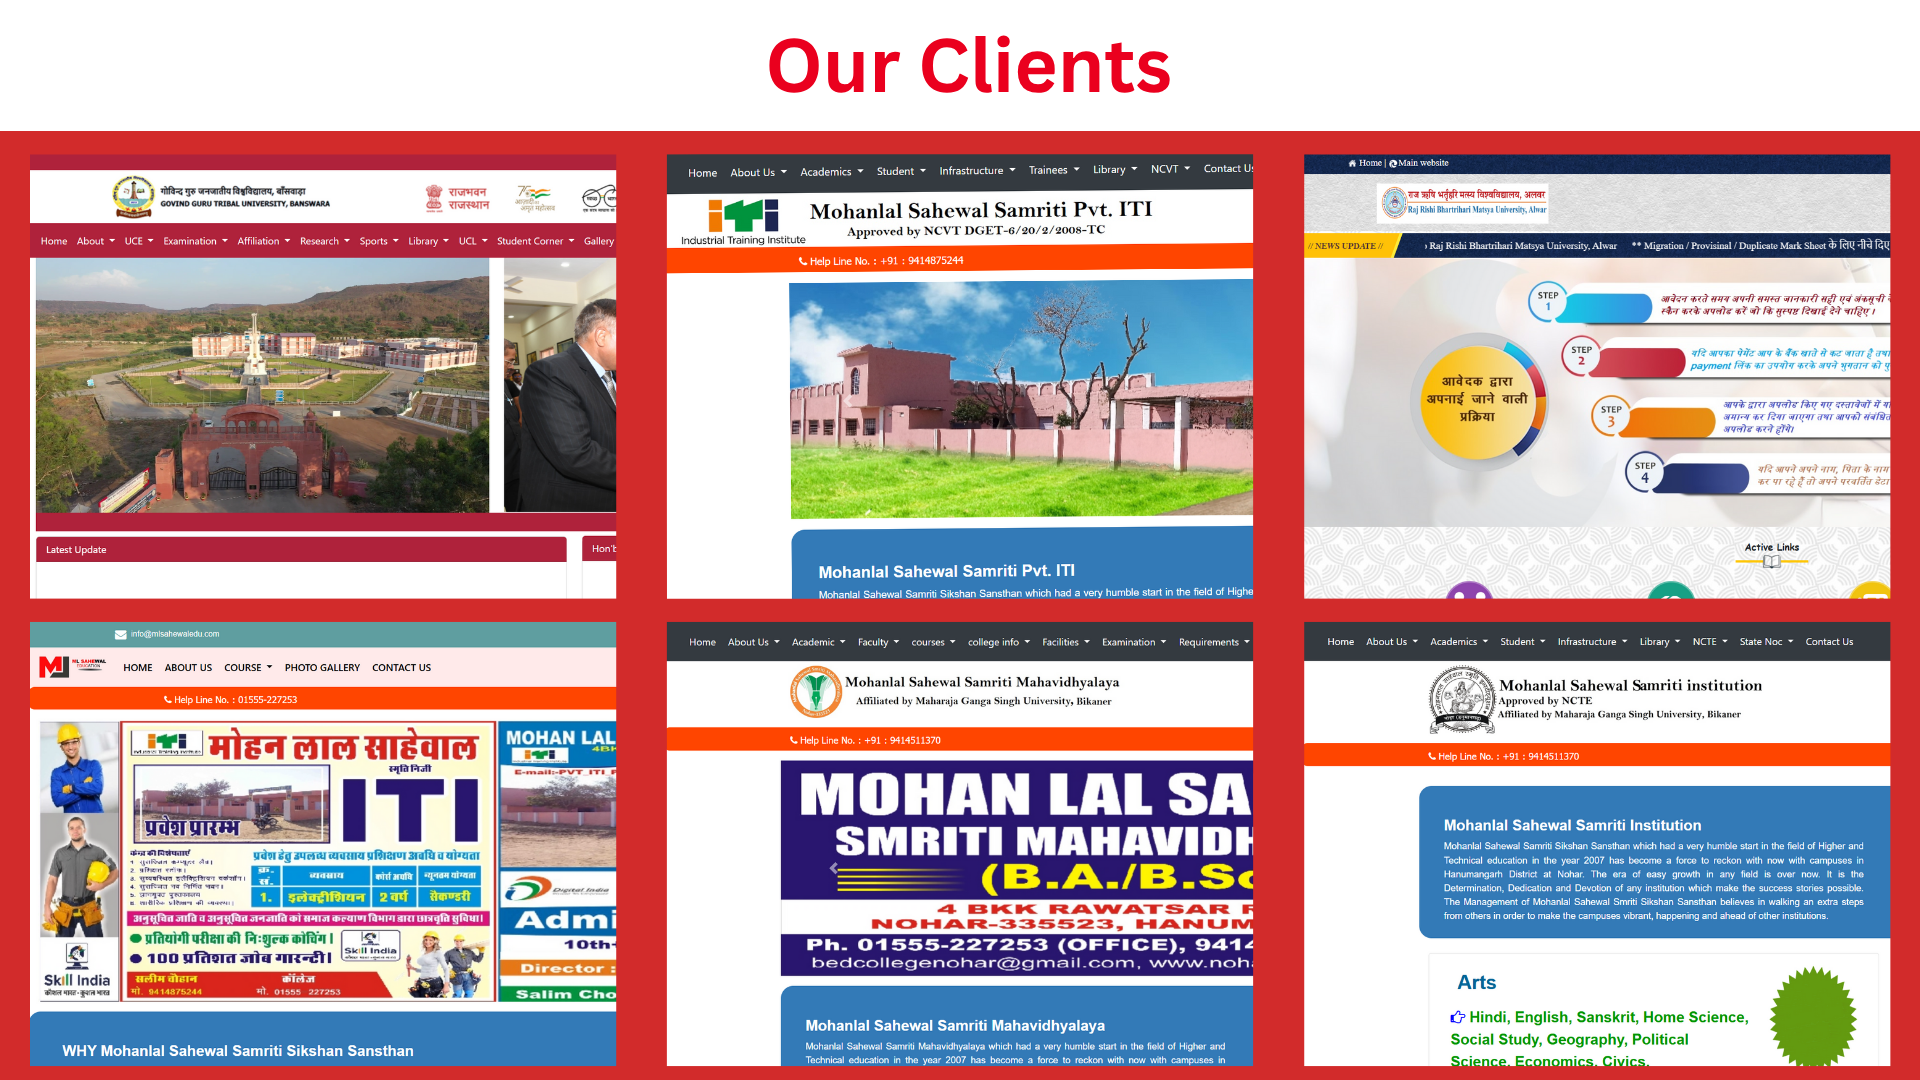 Our Clients
गोविन्द गुरु जनजातीय विश्वविद्यालय, बाँसवाड़ा
GOVIND GURU TRIBAL UNIVERSITY, BANSWARA
राजभवन
राजस्थान
Home About UCE Examination Affiliation Research Sports Library UCL Student Corner Gallery
Latest Update
Hon'b
Home About Us Academics Student Infrastructure Trainees Library NCVT Contact Us
Industrial Training Institute
Mohanlal Sahewal Samriti Pvt. ITI
Approved by NCVT DGET-6/20/2/2008-TC
Help Line No. : +91 : 9414875244
Mohanlal Sahewal Samriti Pvt. ITI
Mohanlal Sahewal Samriti Sikshan Sansthan which had a very humble start in the field of Highe
Home | Main website
राज ऋषि भर्तृहरि मत्स्य विश्वविद्यालय, अलवर
Raj Rishi Bhartrihari Matsya University, Alwar
// NEWS UPDATE // Raj Rishi Bhartrihari Matsya University, Alwar ** Migration / Provisinal / Duplicate Mark Sheet के लिए नीचे दिए
आवेदक द्वारा
अपनाई जाने वाली
प्रक्रिया
STEP
1
आवेदन करते समय अपनी समस्त जानकारी सही एवं अंकसूची
स्कैन करके अपलोड करें जो कि सुस्पष्ट दिखाई देने चाहिए ।
STEP
2
यदि आपका पेमेंट आप के बैंक खाते से कट जाता है तथा
payment लिंक का उपयोग करके अपने भुगतान को पु
STEP
3
आपके द्वारा अपलोड किए गए दस्तावेजों में
अमान्य कर दिया जाएगा तथा आपको संबंधित
अपलोड करने होंगे।
STEP
4
यदि आपने अपने नाम, पिता के नाम
कर पा रहे हैं तो अपने परवर्तित डेटा
Active Links
info@mlsahewaledu.com
ML SAHEWAL
EDUCATION
HOME ABOUT US COURSE PHOTO GALLERY CONTACT US
Help Line No. : 01555-227253
iTi
मोहन लाल साहेवाल
स्मृति निजी
ITI
प्रवेश प्रारम्भ
प्रवेश हेतु उपलब्ध व्यवसाय प्रशिक्षण अवधि व योग्यता
क्र. सं. व्यवसाय कोर्स अवधि न्यूनतम योग्यता
1. इलेक्ट्रीशियन 2 वर्ष सैकण्डरी
अनुसूचित जाति व अनुसूचित जनजाति को समाज कल्याण विभाग द्वारा छात्रवृति सुविधा।
प्रतियोगी परीक्षा की निःशुल्क कोचिंग।
100 प्रतिशत जोब गारन्टी।
Skill India
सलीम चौहान
मो. 9414875244
कॉलेज
मो. 01555 227253
Skill India
कौशल भारत-कुशल भारत
MOHAN LAL
E-mail:-PVT_ITI_
Digital India
Admi
10th
Director :
Salim Cho
WHY Mohanlal Sahewal Samriti Sikshan Sansthan
Home About Us Academic Faculty courses college info Facilities Examination Requirements
Mohanlal Sahewal Samriti Mahavidhyalaya
Affiliated by Maharaja Ganga Singh University, Bikaner
Help Line No. : +91 : 9414511370
MOHAN LAL SA
SMRITI MAHAVIDH
(B.A./B.Sc
4 BKK RAWATSAR R
NOHAR-335523, HANUM
Ph. 01555-227253 (OFFICE), 9414
bedcollegenohar@gmail.com, www.noh
Mohanlal Sahewal Samriti Mahavidhyalaya
Mohanlal Sahewal Samriti Mahavidhyalaya which had a very humble start in the field of Higher and
Technical education in the year 2007 has become a force to reckon with now with campuses in
Home About Us Academics Student Infrastructure Library NCTE State Noc Contact Us
Mohanlal Sahewal Samriti institution
Approved by NCTE
Affiliated by Maharaja Ganga Singh University, Bikaner
Help Line No. : +91 : 9414511370
Mohanlal Sahewal Samriti Institution
Mohanlal Sahewal Samriti Sikshan Sansthan which had a very humble start in the field of Higher and
Technical education in the year 2007 has become a force to reckon with now with campuses in
Hanumangarh District at Nohar. The era of easy growth in any field is over now. It is the
Determination, Dedication and Devotion of any institution which make the success stories possible.
The Management of Mohanlal Sahewal Smriti Sikshan Sansthan believes in walking an extra steps
from others in order to make the campuses vibrant, happening and ahead of other institutions.
Arts
Hindi, English, Sanskrit, Home Science,
Social Study, Geography, Political
Science, Economics, Civics.